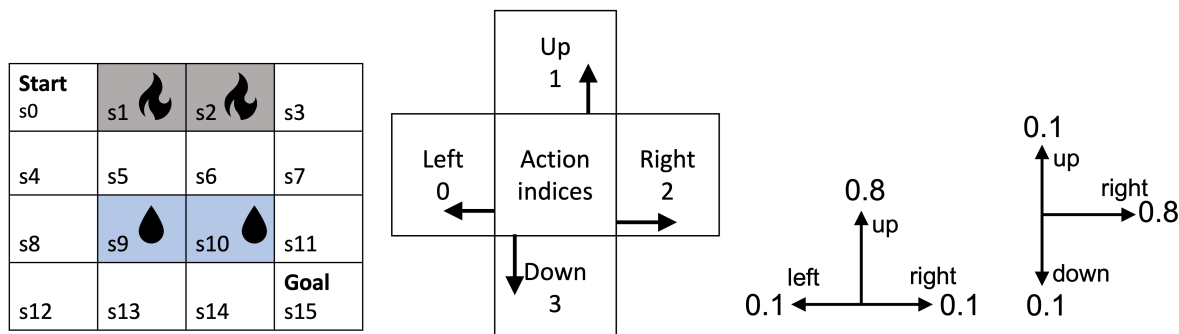 Start
s0
s1
s2
s3
s4
s5
s6
s7
s8
s9
s10
s11
Goal
s12
s13
s14
s15
Up
1
Left
0
Action
indices
Right
2
Down
3
0.8
up
left
right
0.1
0.1
0.1
up
right
0.8
down
0.1